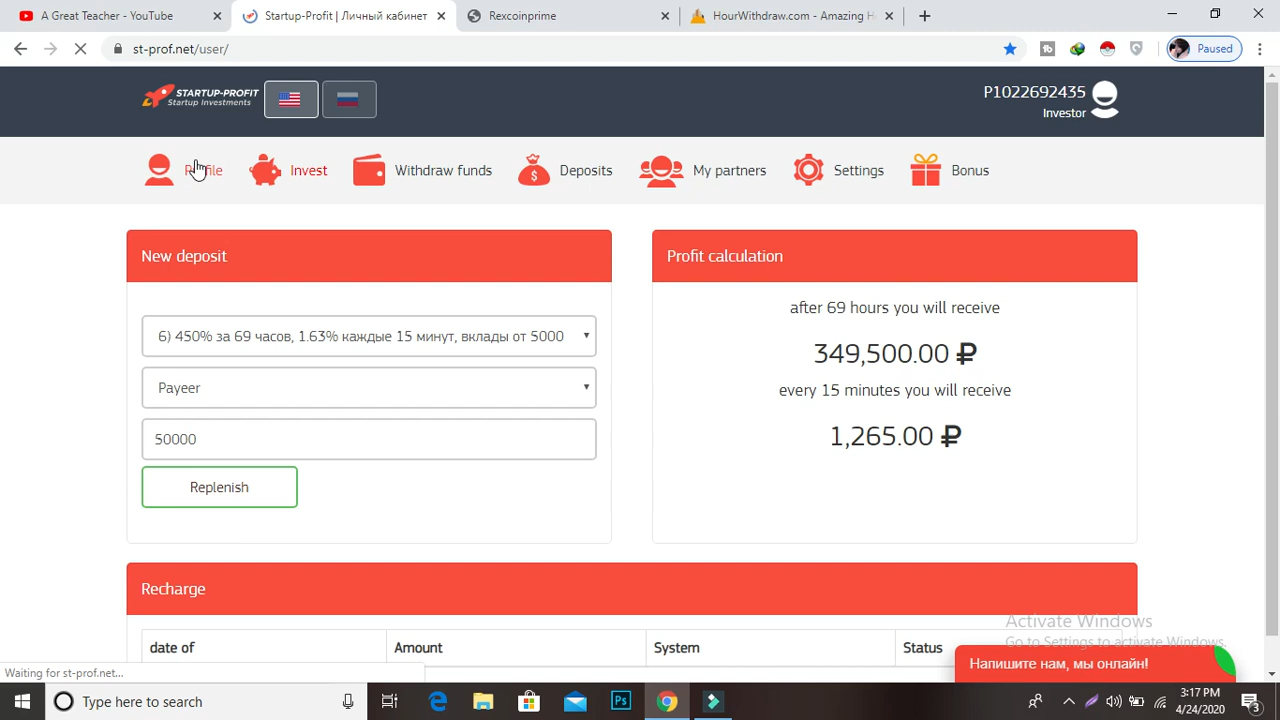 A Great Teacher - YouTube
Startup-Profit | Личный кабинет
Rexcoinprime
HourWithdraw.com - Amazing H
st-prof.net/user/
Paused
STARTUP-PROFIT
Startup Investments
P1022692435
Investor
Profile
Invest
Withdraw funds
Deposits
My partners
Settings
Bonus
New deposit
6) 450% за 69 часов, 1.63% каждые 15 минут, вклады от 5000
Payeer
50000
Replenish
Profit calculation
after 69 hours you will receive
349,500.00 ₽
every 15 minutes you will receive
1,265.00 ₽
Recharge
date of
Amount
System
Status
Activate Windows
Go to Settings to activate Windows.
Напишите нам, мы онлайн!
Waiting for st-prof.net...
Type here to search
Ps
3:17 PM
4/24/2020
3